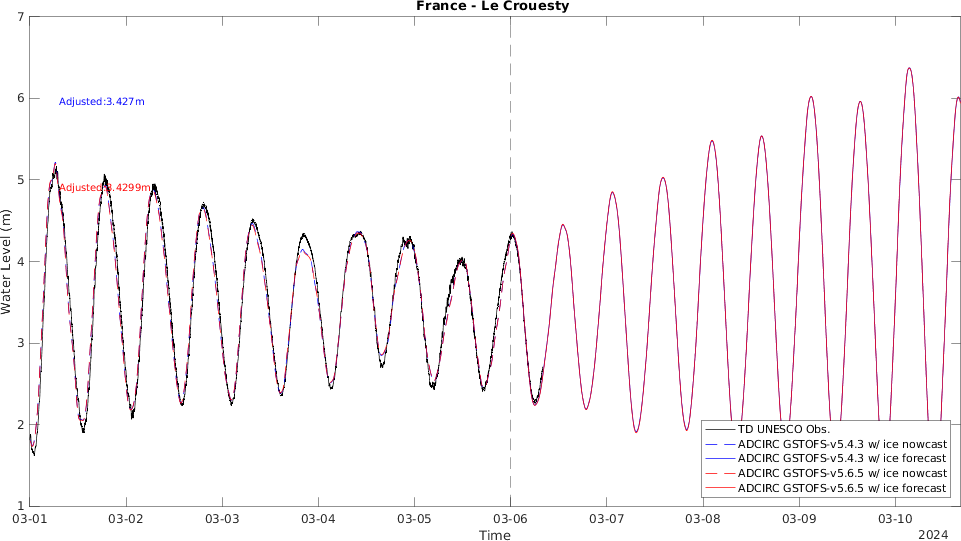 France - Le Crouesty
7
6
5
4
3
2
1
Water Level (m)
Adjusted:3.427m
Adjusted:3.4299m
TD UNESCO Obs.
ADCIRC GSTOFS-v5.4.3 w/ ice nowcast
ADCIRC GSTOFS-v5.4.3 w/ ice forecast
ADCIRC GSTOFS-v5.6.5 w/ ice nowcast
ADCIRC GSTOFS-v5.6.5 w/ ice forecast
03-01 03-02 03-03 03-04 03-05 03-06 03-07 03-08 03-09 03-10
Time
2024